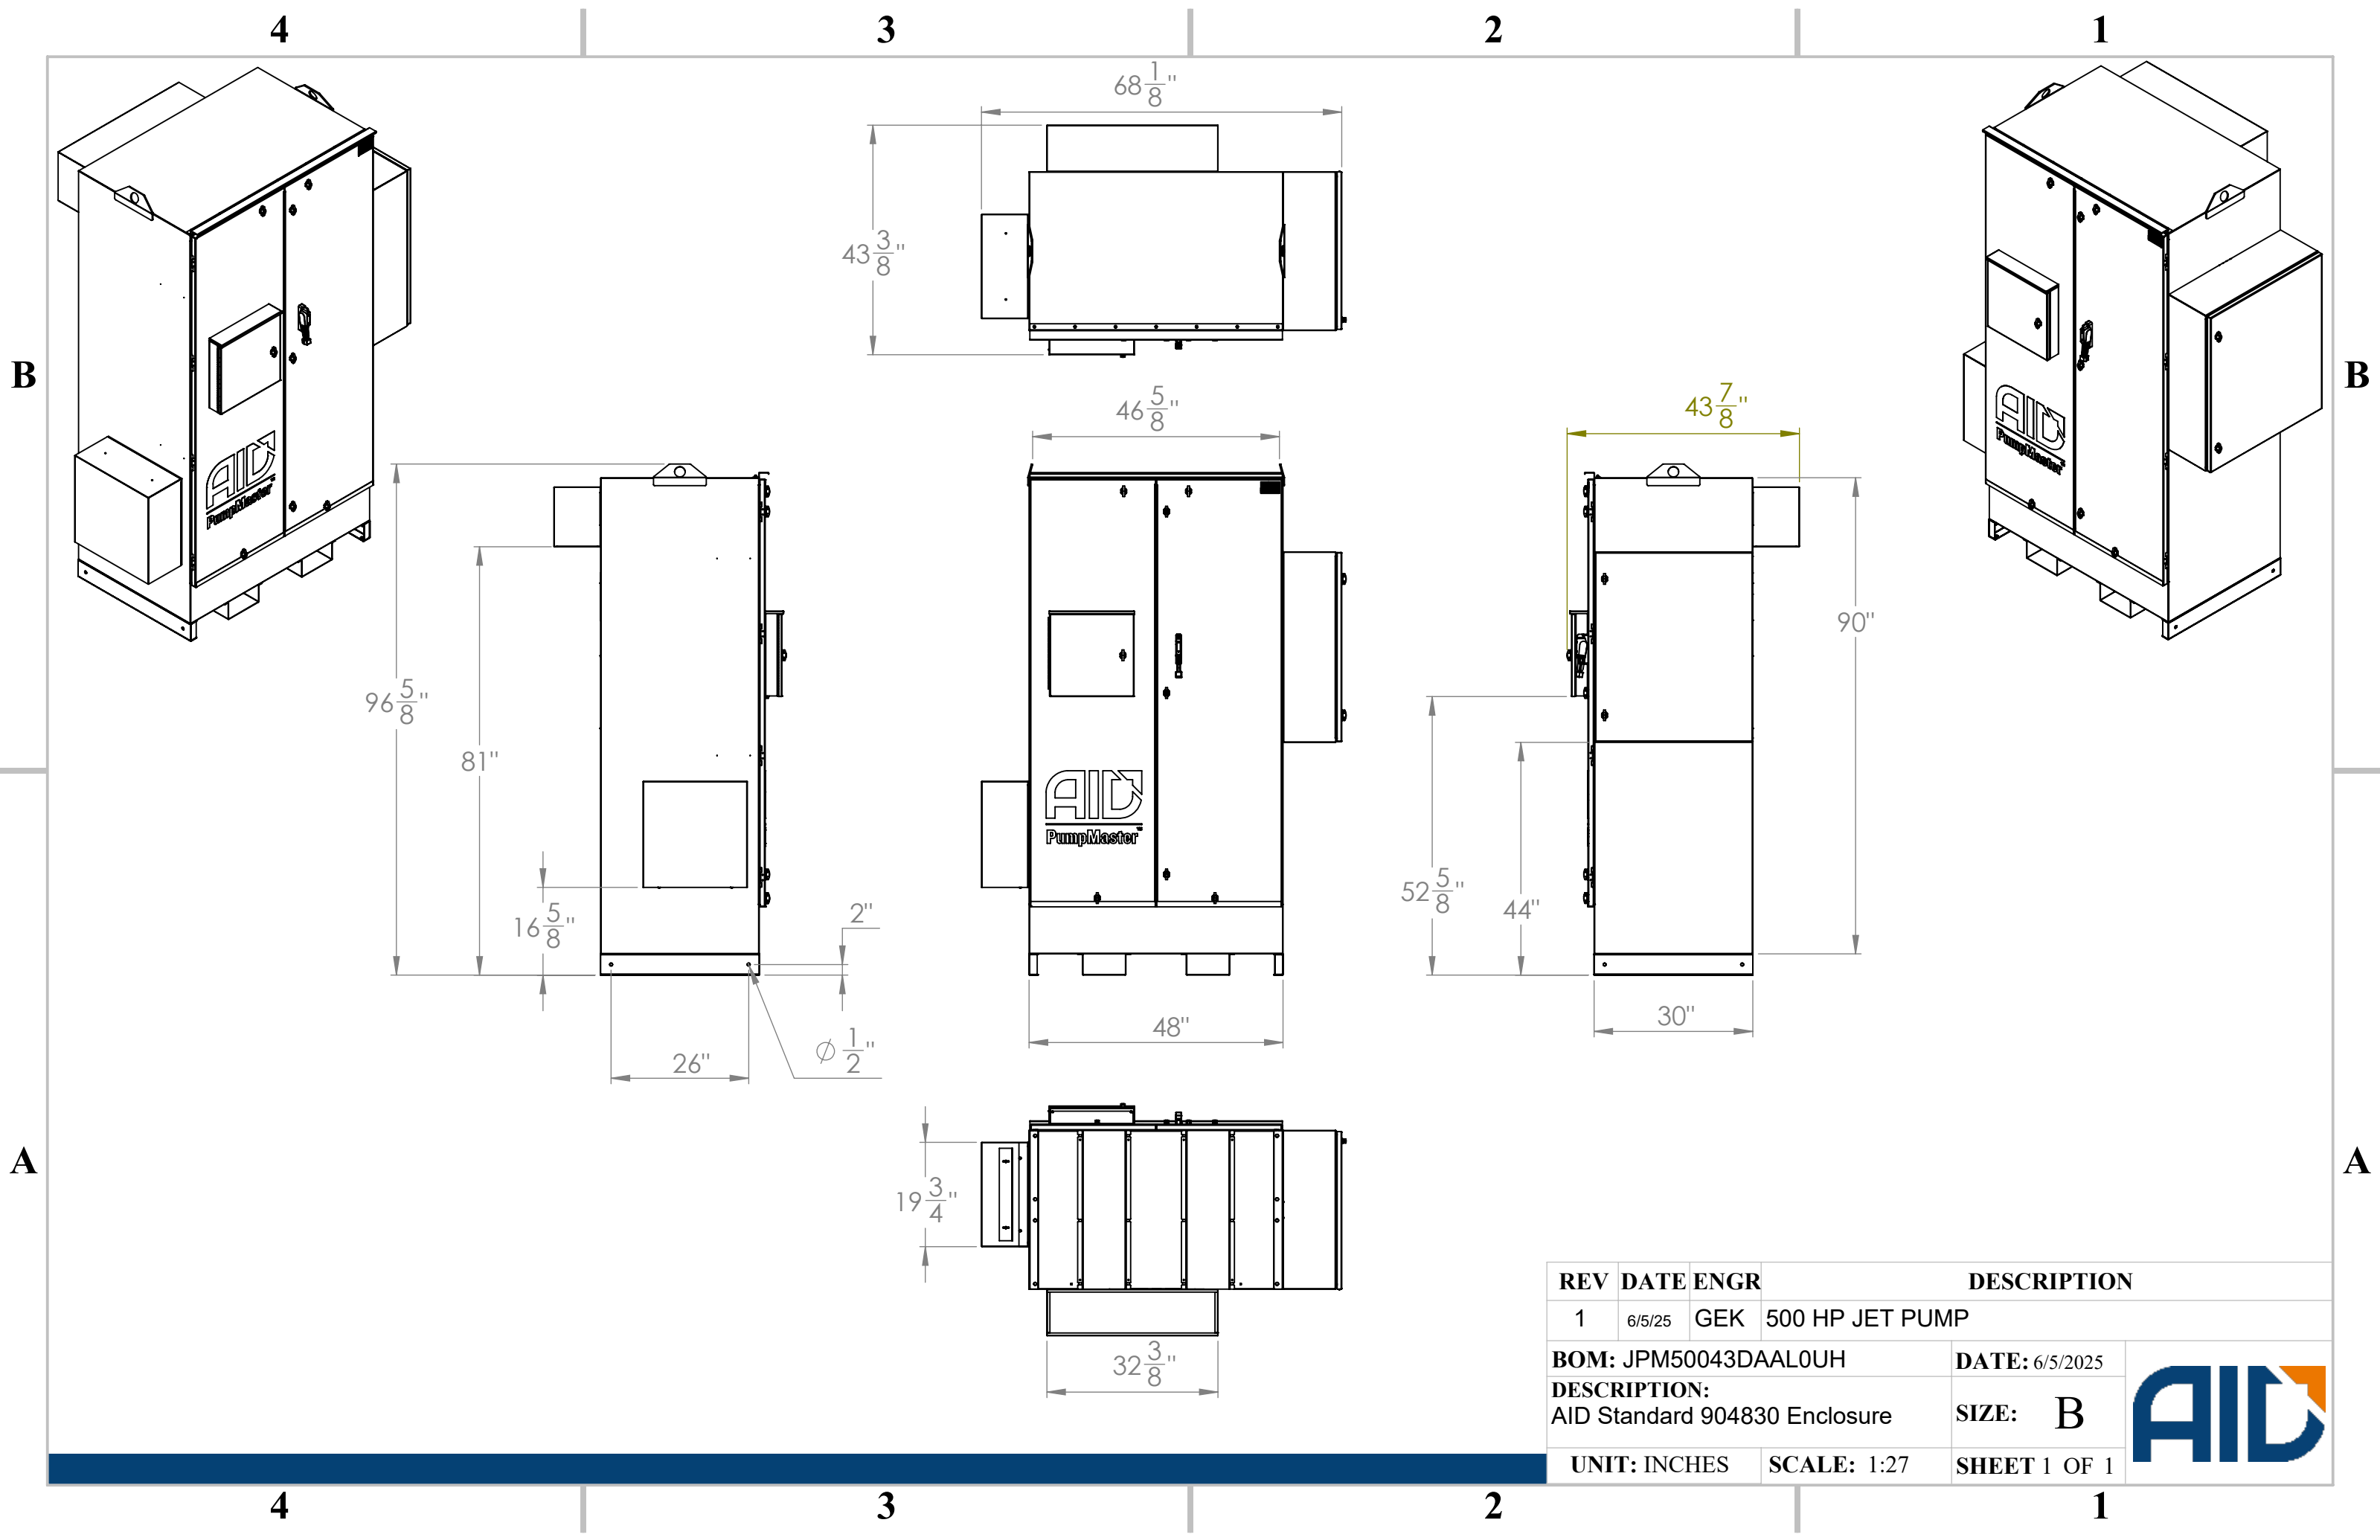 4 3 2 1
68 1/8"
43 3/8"
46 5/8"
43 7/8"
B B
AID
PumpMaster™
AID
PumpMaster
96 5/8"
81"
16 5/8"
2"
26"
Ø 1/2"
AID
PumpMaster™
48"
52 5/8"
44"
90"
30"
A A
19 3/4"
32 3/8"
REV DATE ENGR DESCRIPTION
1 6/5/25 GEK 500 HP JET PUMP
BOM: JPM50043DAAL0UH DATE: 6/5/2025
DESCRIPTION:
AID Standard 904830 Enclosure
SIZE: B
AID
UNIT: INCHES SCALE: 1:27 SHEET 1 OF 1
4 3 2 1